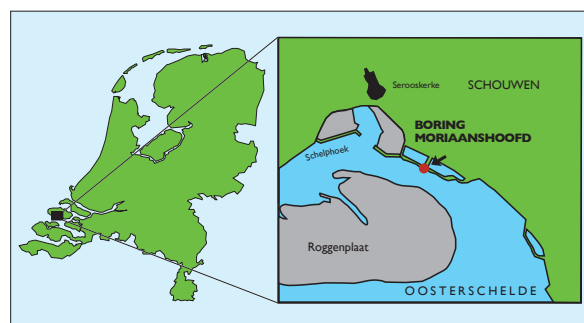 Serooskerke
SCHOUWEN
BORING
MORIAANSHOOFD
Schelphoek
Roggenplaat
OOSTERSCHELDE